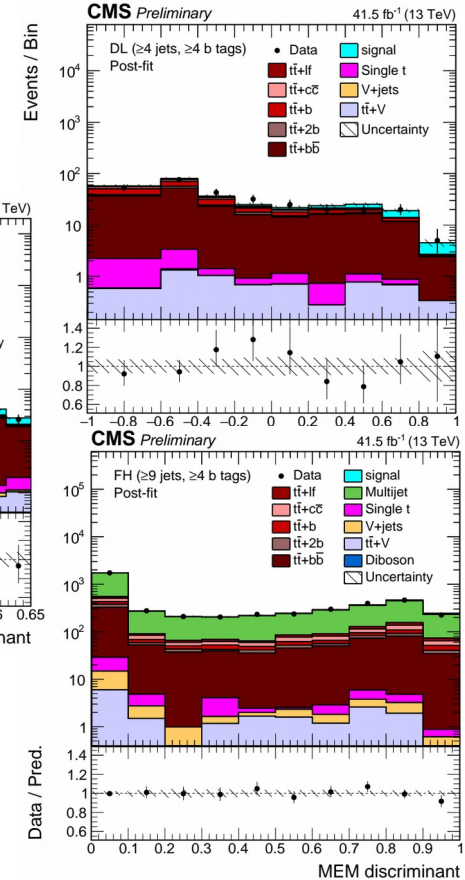 CMS Preliminary 41.5 fb⁻¹ (13 TeV)
Events / Bin
DL (≥4 jets, ≥4 b tags)
Post-fit
Data
signal
tt̄+lf
Single t
tt̄+cc̄
V+jets
tt̄+b
tt̄+V
tt̄+2b
Uncertainty
tt̄+bb̄
10⁴
10³
10²
10
1
1.4
1.2
1
0.8
0.6
−1 −0.8 −0.6 −0.4 −0.2 0 0.2 0.4 0.6 0.8 1
TeV)
0.65
CMS Preliminary 41.5 fb⁻¹ (13 TeV)
FH (≥9 jets, ≥4 b tags)
Post-fit
Data
signal
tt̄+lf
Multijet
tt̄+cc̄
Single t
tt̄+b
V+jets
tt̄+2b
tt̄+V
tt̄+bb̄
Diboson
Uncertainty
10⁵
10⁴
10³
10²
10
1
Data / Pred.
1.4
1.2
1
0.8
0.6
0 0.1 0.2 0.3 0.4 0.5 0.6 0.7 0.8 0.9 1
MEM discriminant